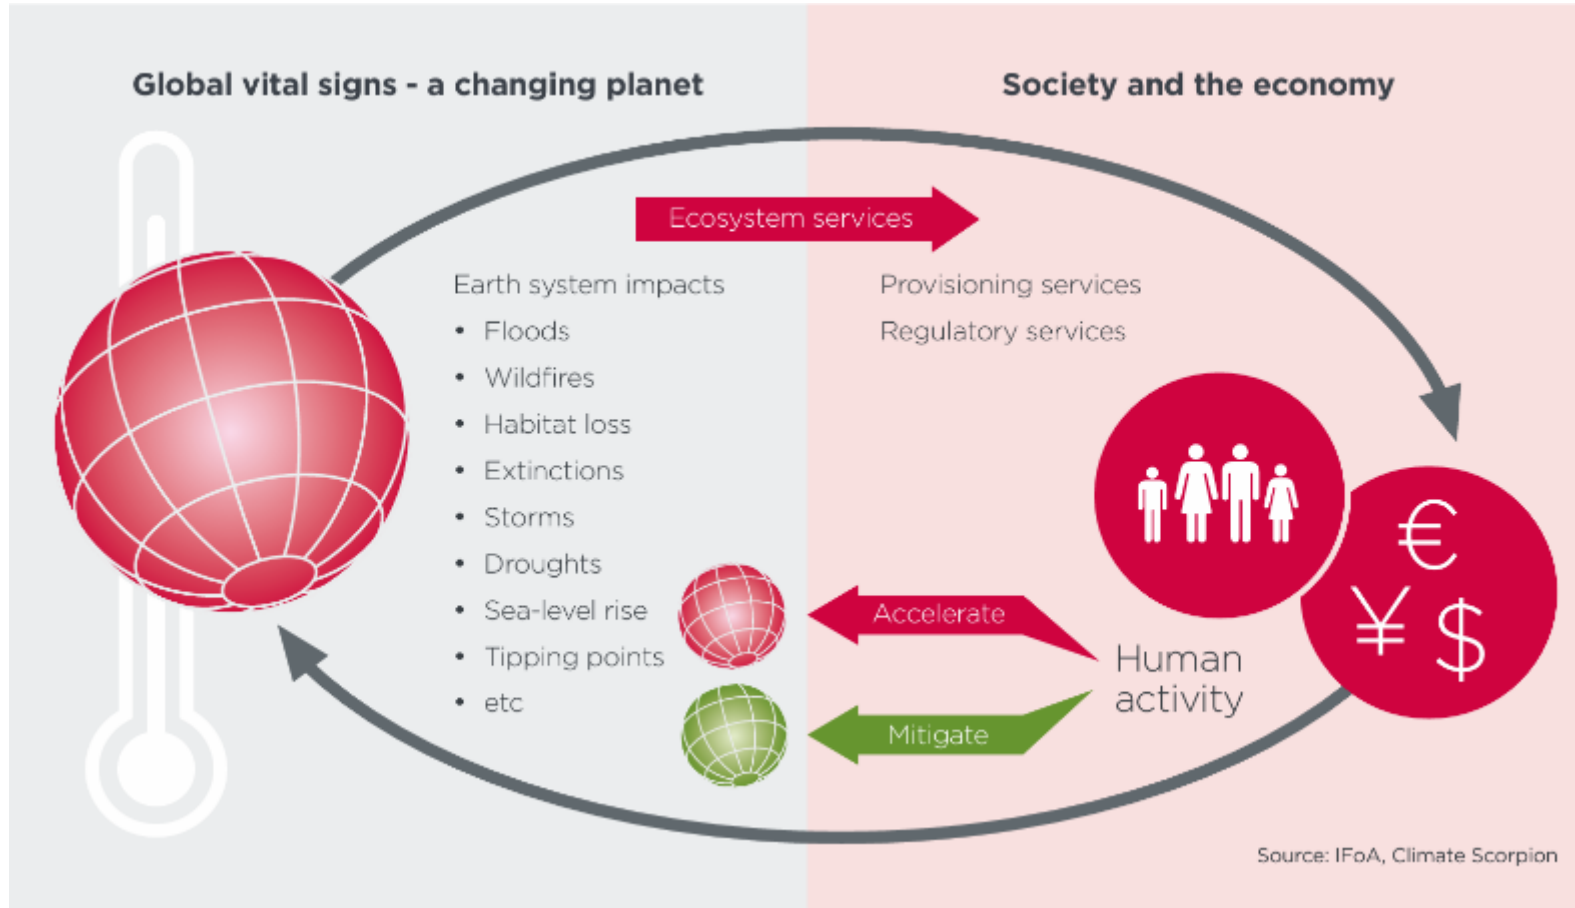 Global vital signs - a changing planet
Society and the economy
Ecosystem services
Earth system impacts
• Floods
• Wildfires
• Habitat loss
• Extinctions
• Storms
• Droughts
• Sea-level rise
• Tipping points
• etc
Provisioning services
Regulatory services
€
¥ $
Accelerate
Mitigate
Human
activity
Source: IFoA, Climate Scorpion